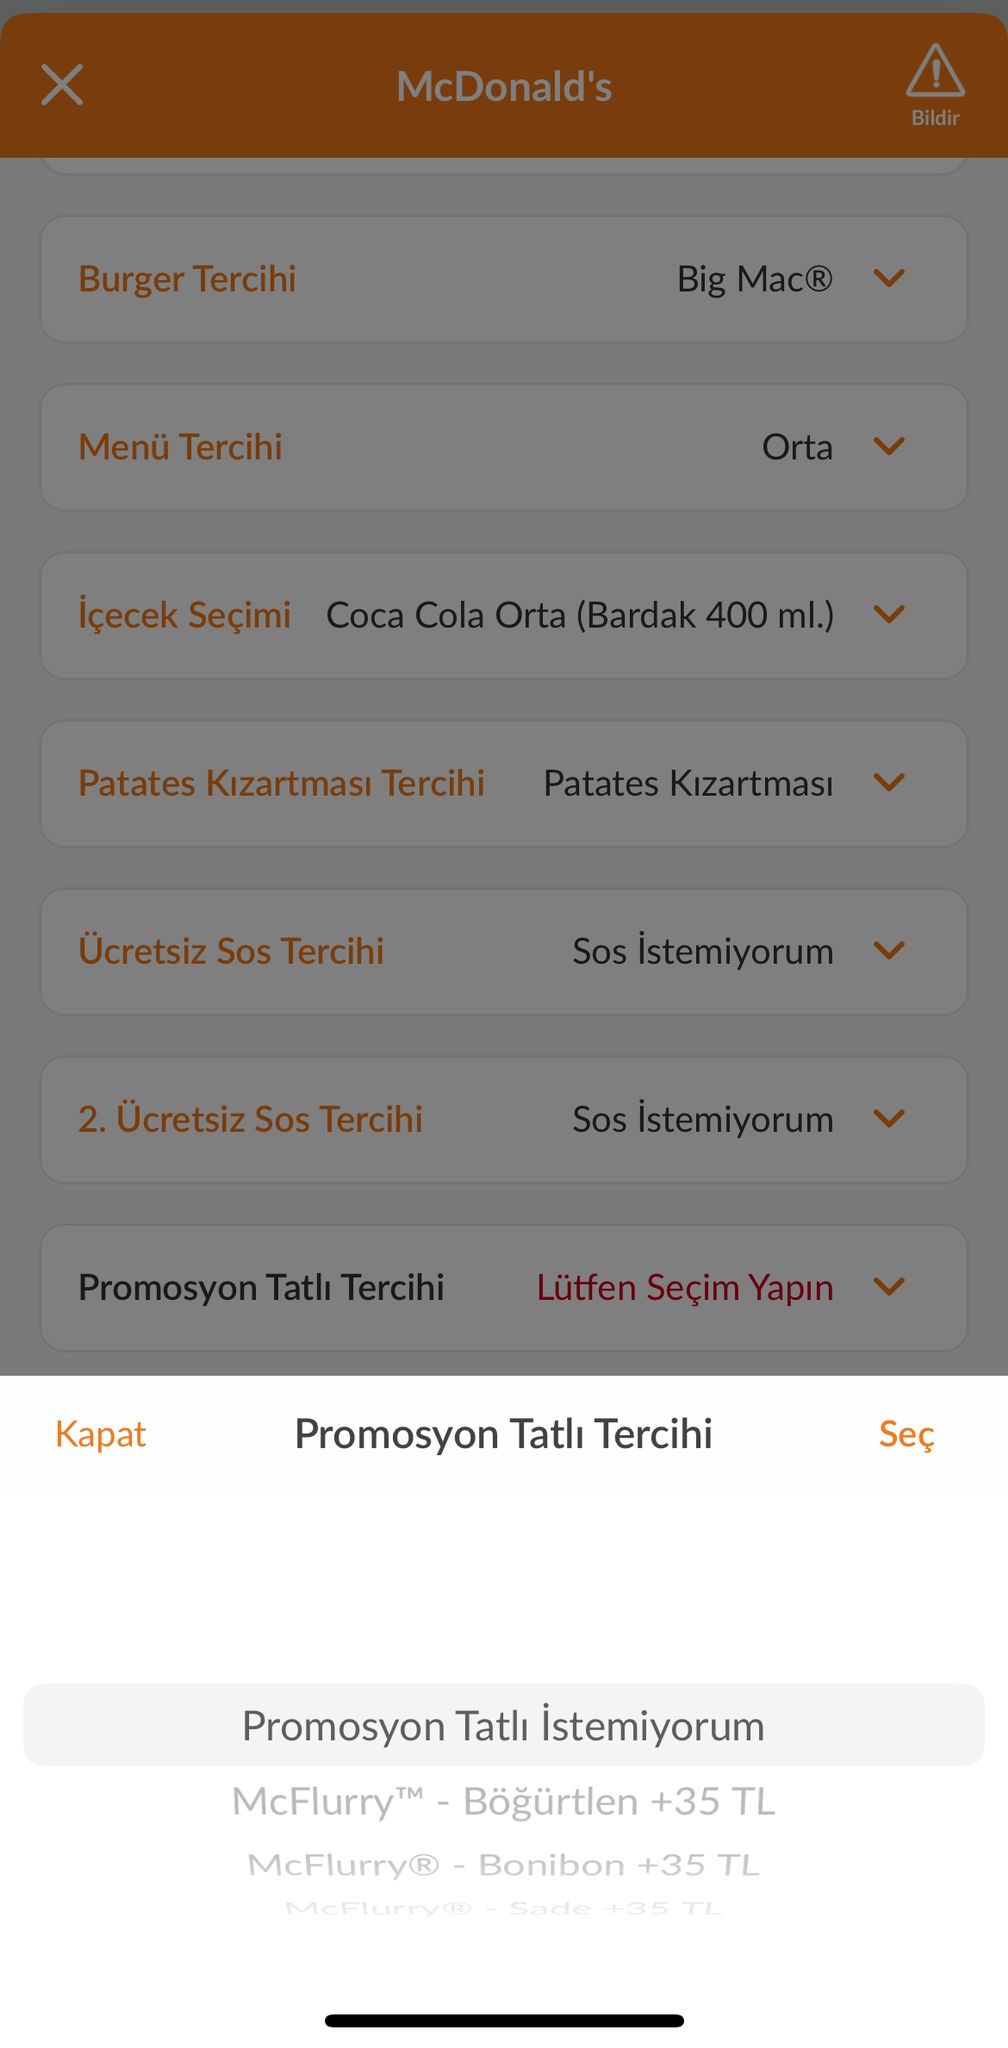 McDonald's
Bildir
Burger Tercihi Big Mac®
Menü Tercihi Orta
İçecek Seçimi Coca Cola Orta (Bardak 400 ml.)
Patates Kızartması Tercihi Patates Kızartması
Ücretsiz Sos Tercihi Sos İstemiyorum
2. Ücretsiz Sos Tercihi Sos İstemiyorum
Promosyon Tatlı Tercihi Lütfen Seçim Yapın
Kapat Promosyon Tatlı Tercihi Seç
Promosyon Tatlı İstemiyorum
McFlurry™ - Böğürtlen +35 TL
McFlurry® - Bonibon +35 TL
McFlurry® - Sade +35 TL